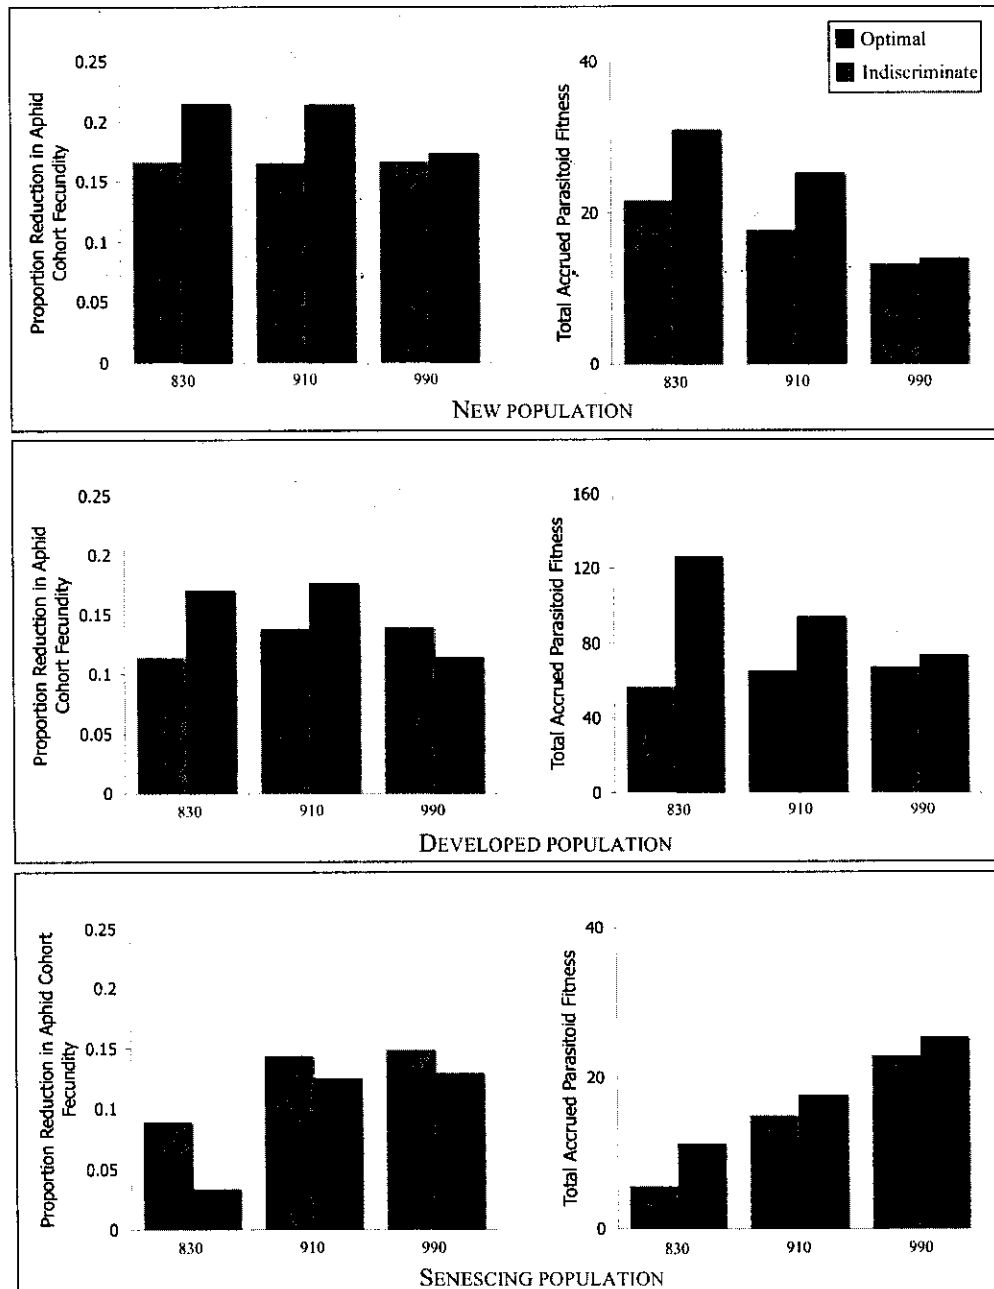 Optimal
Indiscriminate
Proportion Reduction in Aphid
Cohort Fecundity
0.25
0.2
0.15
0.1
0.05
0
830 910 990
Total Accrued Parasitoid Fitness
40
20
0
830 910 990
NEW POPULATION
Proportion Reduction in Aphid
Cohort Fecundity
0.25
0.2
0.15
0.1
0.05
0
830 910 990
Total Accrued Parasitoid Fitness
160
120
80
40
0
830 910 990
DEVELOPED POPULATION
Proportion Reduction in Aphid Cohort
Fecundity
0.25
0.2
0.15
0.1
0.05
0
830 910 990
Total Accrued Parasitoid Fitness
40
20
0
830 910 990
SENESCING POPULATION